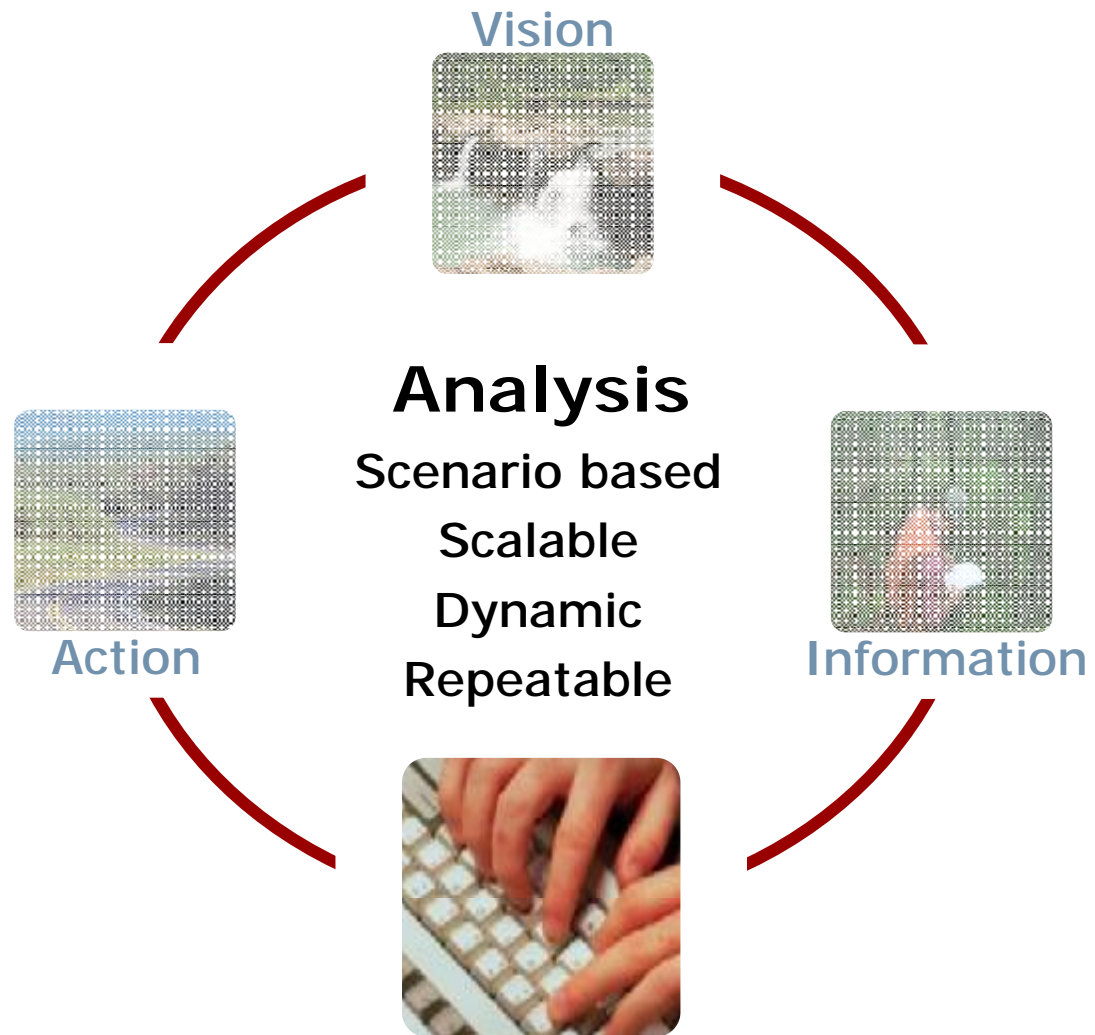 Vision
Analysis
Scenario based
Scalable
Dynamic
Repeatable
Action
Information